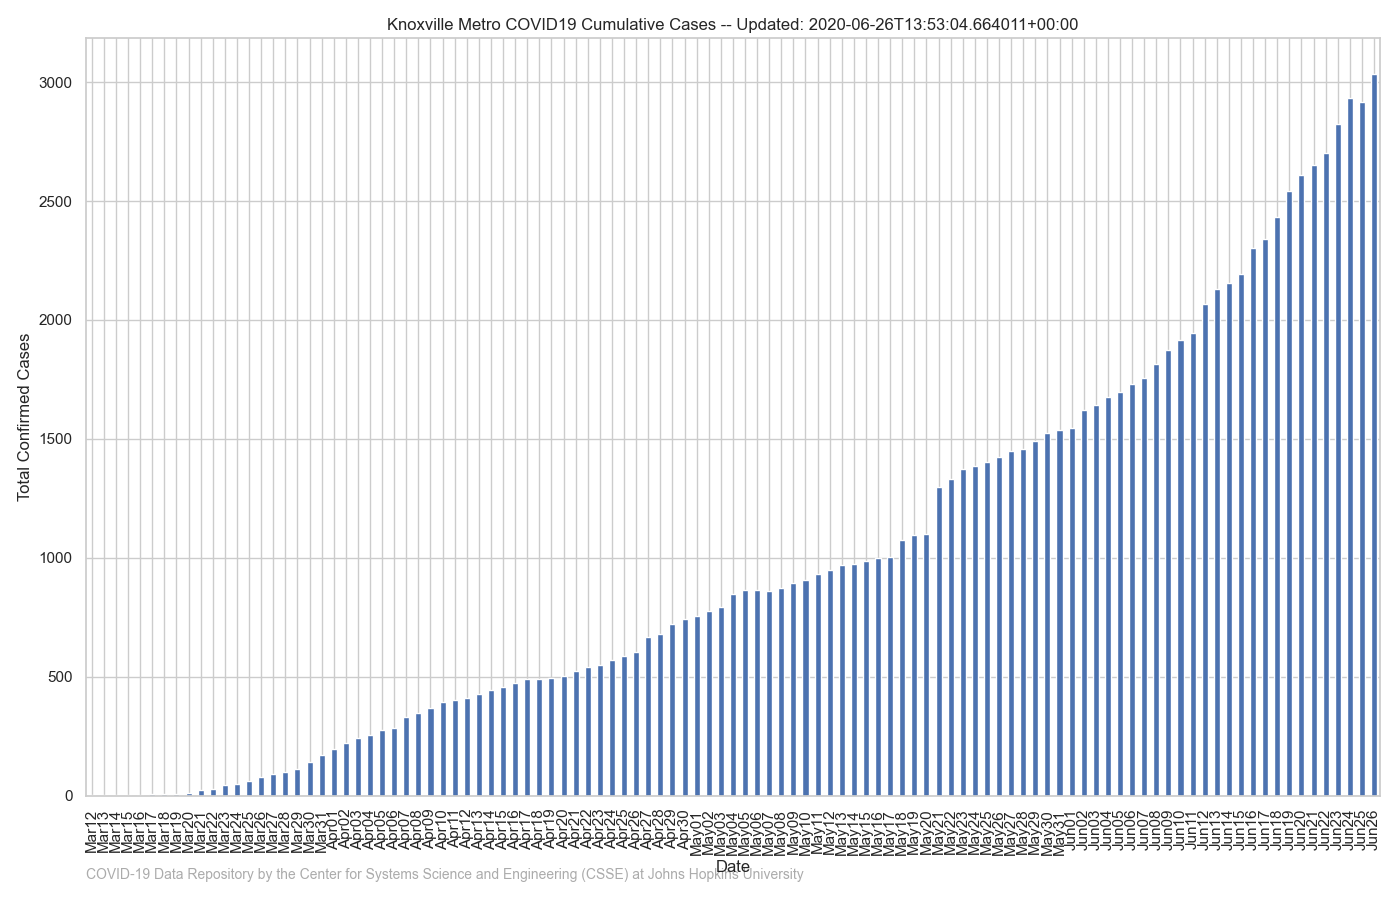 Knoxville Metro COVID19 Cumulative Cases -- Updated: 2020-06-26T13:53:04.664011+00:00
Total Confirmed Cases
3000
2500
2000
1500
1000
500
0
Mar12
Mar13
Mar14
Mar15
Mar16
Mar17
Mar18
Mar19
Mar20
Mar21
Mar22
Mar23
Mar24
Mar25
Mar26
Mar27
Mar28
Mar29
Mar30
Mar31
Apr01
Apr02
Apr03
Apr04
Apr05
Apr06
Apr07
Apr08
Apr09
Apr10
Apr11
Apr12
Apr13
Apr14
Apr15
Apr16
Apr17
Apr18
Apr19
Apr20
Apr21
Apr22
Apr23
Apr24
Apr25
Apr26
Apr27
Apr28
Apr29
Apr30
May01
May02
May03
May04
May05
May06
May07
May08
May09
May10
May11
May12
May13
May14
May15
May16
May17
May18
May19
May20
May21
May22
May23
May24
May25
May26
May27
May28
May29
May30
May31
Jun01
Jun02
Jun03
Jun04
Jun05
Jun06
Jun07
Jun08
Jun09
Jun10
Jun11
Jun12
Jun13
Jun14
Jun15
Jun16
Jun17
Jun18
Jun19
Jun20
Jun21
Jun22
Jun23
Jun24
Jun25
Jun26
Date
COVID-19 Data Repository by the Center for Systems Science and Engineering (CSSE) at Johns Hopkins University